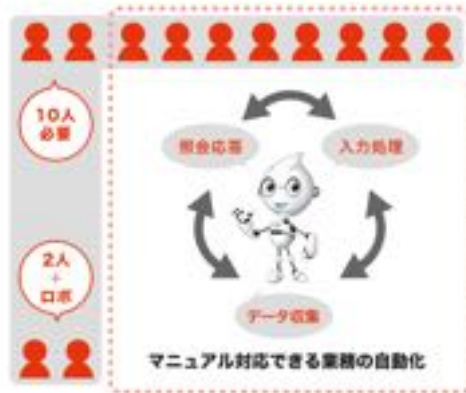 10人
必要
照会応答
入力処理
2人
+
ロボ
データ収集
マニュアル対応できる業務の自動化